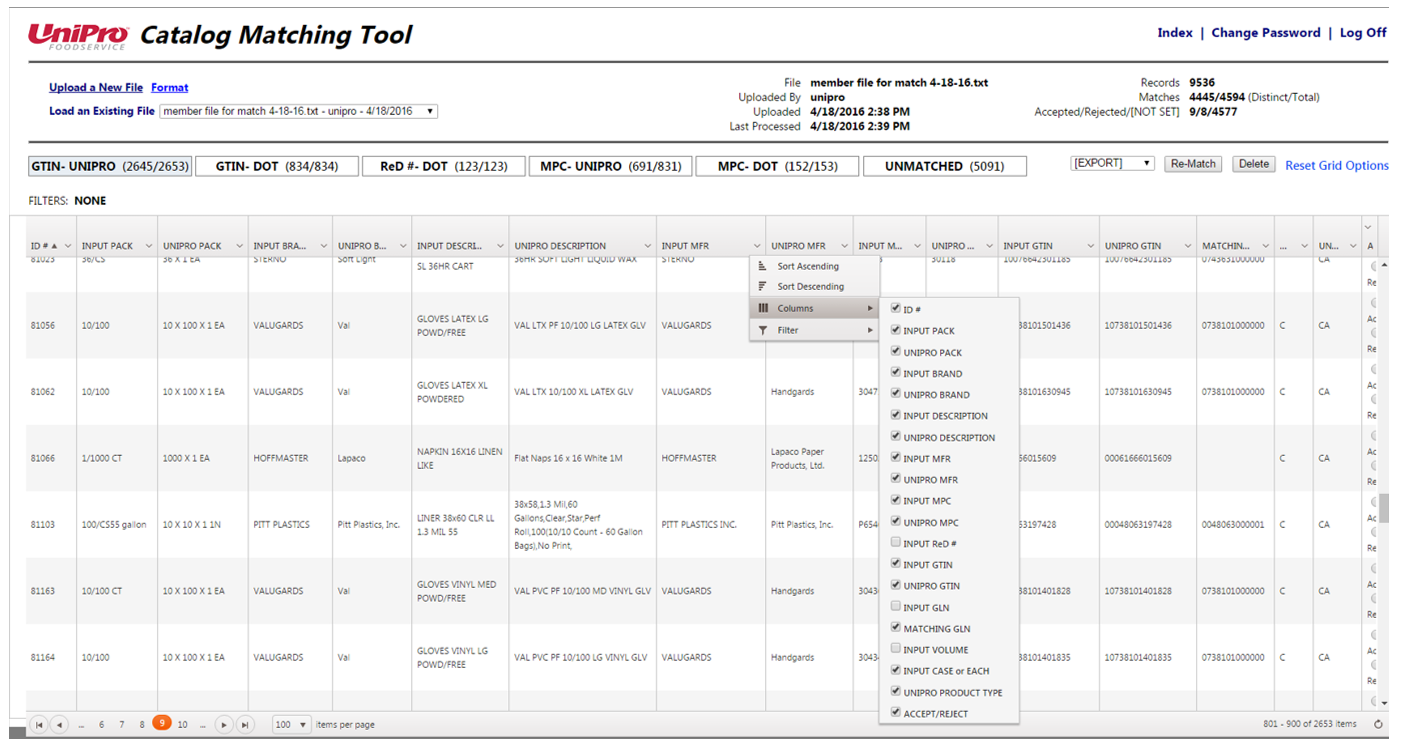 UniPro FOODSERVICE Catalog Matching Tool
Index | Change Password | Log Off
Upload a New File Format
Load an Existing File member file for match 4-18-16.txt - unipro - 4/18/2016
File member file for match 4-18-16.txt
Uploaded By unipro
Uploaded 4/18/2016 2:38 PM
Last Processed 4/18/2016 2:39 PM
Records 9536
Matches 4445/4594 (Distinct/Total)
Accepted/Rejected/[NOT SET] 9/8/4577
GTIN- UNIPRO (2645/2653) GTIN- DOT (834/834) ReD #- DOT (123/123) MPC- UNIPRO (691/831) MPC- DOT (152/153) UNMATCHED (5091) [EXPORT] Re-Match Delete Reset Grid Options
FILTERS: NONE
ID # INPUT PACK UNIPRO PACK INPUT BRA... UNIPRO B... INPUT DESCRI... UNIPRO DESCRIPTION INPUT MFR UNIPRO MFR INPUT M... UNIPRO ... INPUT GTIN UNIPRO GTIN MATCHIN... ... UN... A
81023 36/CS 36 X 1 EA STERNO Soft Light SL 36HR CART 36HR SOFT LIGHT LIQUID WAX STERNO 30118 10076642301185 10076642301185 0743631000000 CA Re
81056 10/100 10 X 100 X 1 EA VALUGARDS Val GLOVES LATEX LG POWD/FREE VAL LTX PF 10/100 LG LATEX GLV VALUGARDS 38101501436 10738101501436 0738101000000 C CA Ac Re
81062 10/100 10 X 100 X 1 EA VALUGARDS Val GLOVES LATEX XL POWDERED VAL LTX 10/100 XL LATEX GLV VALUGARDS Handgards 3047 38101630945 10738101630945 0738101000000 C CA Ac Re
81066 1/1000 CT 1000 X 1 EA HOFFMASTER Lapaco NAPKIN 16X16 LINEN LIKE Flat Naps 16 x 16 White 1M HOFFMASTER Lapaco Paper Products, Ltd. 1250 66015609 00061666015609 C CA Ac Re
81103 100/CS55 gallon 10 X 10 X 1 1N PITT PLASTICS Pitt Plastics, Inc. LINER 38x60 CLR LL 1.3 MIL 55 38x58,1.3 Mil,60 Gallons,Clear,Star,Perf Roll,100(10/10 Count - 60 Gallon Bags),No Print, PITT PLASTICS INC. Pitt Plastics, Inc. P654 63197428 00048063197428 0048063000001 C CA Ac Re
81163 10/100 CT 10 X 100 X 1 EA VALUGARDS Val GLOVES VINYL MED POWD/FREE VAL PVC PF 10/100 MD VINYL GLV VALUGARDS Handgards 3043 38101401828 10738101401828 0738101000000 C CA Ac Re
81164 10/100 10 X 100 X 1 EA VALUGARDS Val GLOVES VINYL LG POWD/FREE VAL PVC PF 10/100 LG VINYL GLV VALUGARDS Handgards 3043 38101401835 10738101401835 0738101000000 C CA Ac Re
Sort Ascending
Sort Descending
Columns
Filter
ID #
INPUT PACK
UNIPRO PACK
INPUT BRAND
UNIPRO BRAND
INPUT DESCRIPTION
UNIPRO DESCRIPTION
INPUT MFR
UNIPRO MFR
INPUT MPC
UNIPRO MPC
INPUT ReD #
INPUT GTIN
UNIPRO GTIN
INPUT GLN
MATCHING GLN
INPUT VOLUME
INPUT CASE or EACH
UNIPRO PRODUCT TYPE
ACCEPT/REJECT
... 6 7 8 9 10 ... 100 items per page 801 - 900 of 2653 items